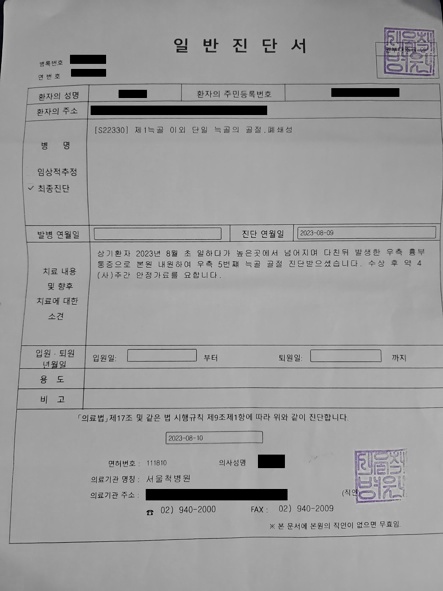 일 반 진 단 서
병록번호
연 번 호
환자의 성명
환자의 주민등록번호
환자의 주소
병 명
[S22330] 제1늑골 이외 단일 늑골의 골절,폐쇄성
임상적추정
✓ 최종진단
발병 연월일
진단 연월일
2023-08-09
치료 내용
및 향후
치료에 대한
소견
상기환자 2023년 8월 초 일하다가 높은곳에서 넘어지며 다친뒤 발생한 우측 흉부
통증으로 본원 내원하여 우측 5번째 늑골 골절 진단받으셨습니다. 수상 후 약 4
(사)주간 안정가료를 요합니다.
입원 · 퇴원
년월일
입원일:
부터
퇴원일:
까지
용 도
비 고
「의료법」제17조 및 같은 법 시행규칙 제9조제1항에 따라 위와 같이 진단합니다.
2023-08-10
면허번호 :
의사성명
의료기관 명칭 : 서울척병원
의료기관 주소 :
(직인
☎ 02) 940-2000 FAX : 02) 940-2009
※ 본 문서에 본원의 직인이 없으면 무효임.